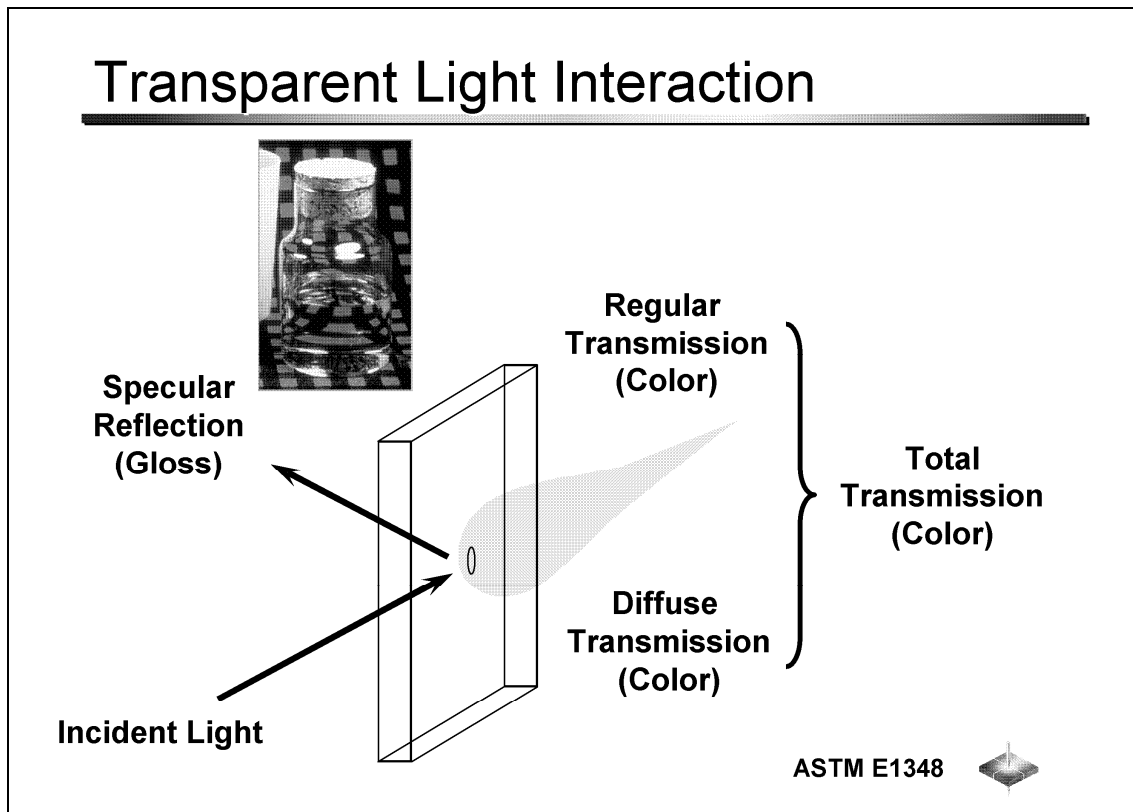 Transparent Light Interaction
Specular
Reflection
(Gloss)
Regular
Transmission
(Color)
Total
Transmission
(Color)
Diffuse
Transmission
(Color)
Incident Light
ASTM E1348